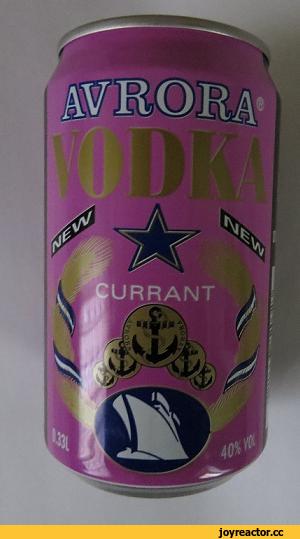 AVRORA®
VODKA
NEW
NEW
CURRANT
0.33L
40% VOL
joyreactor.cc